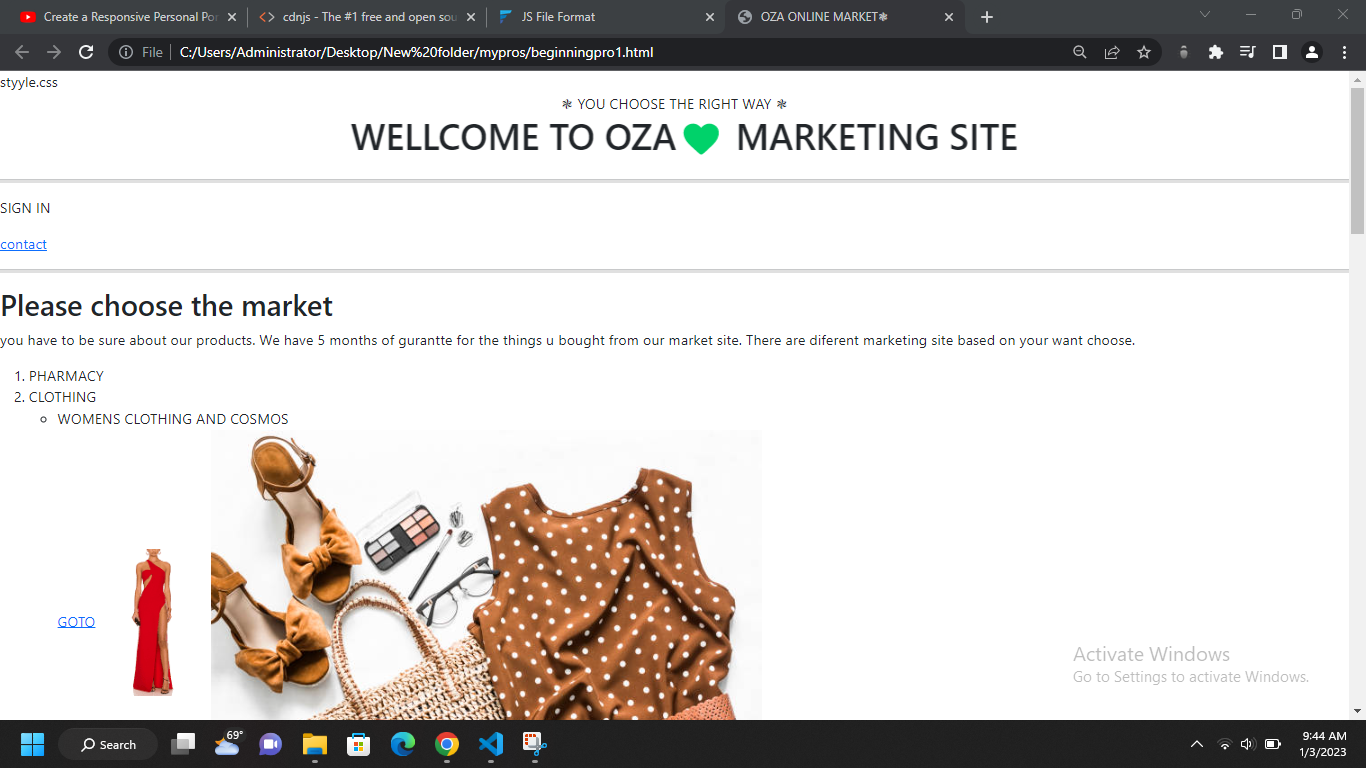 Create a Responsive Personal Por
cdnjs - The #1 free and open sou
JS File Format
OZA ONLINE MARKET❃
File
C:/Users/Administrator/Desktop/New%20folder/mypros/beginningpro1.html
styyle.css
❃ YOU CHOOSE THE RIGHT WAY ❃
WELLCOME TO OZA💚 MARKETING SITE
SIGN IN
contact
Please choose the market
you have to be sure about our products. We have 5 months of gurantte for the things u bought from our market site. There are diferent marketing site based on your want choose.
1. PHARMACY
2. CLOTHING
WOMENS CLOTHING AND COSMOS
GOTO
Activate Windows
Go to Settings to activate Windows.
Search
69°
9:44 AM
1/3/2023